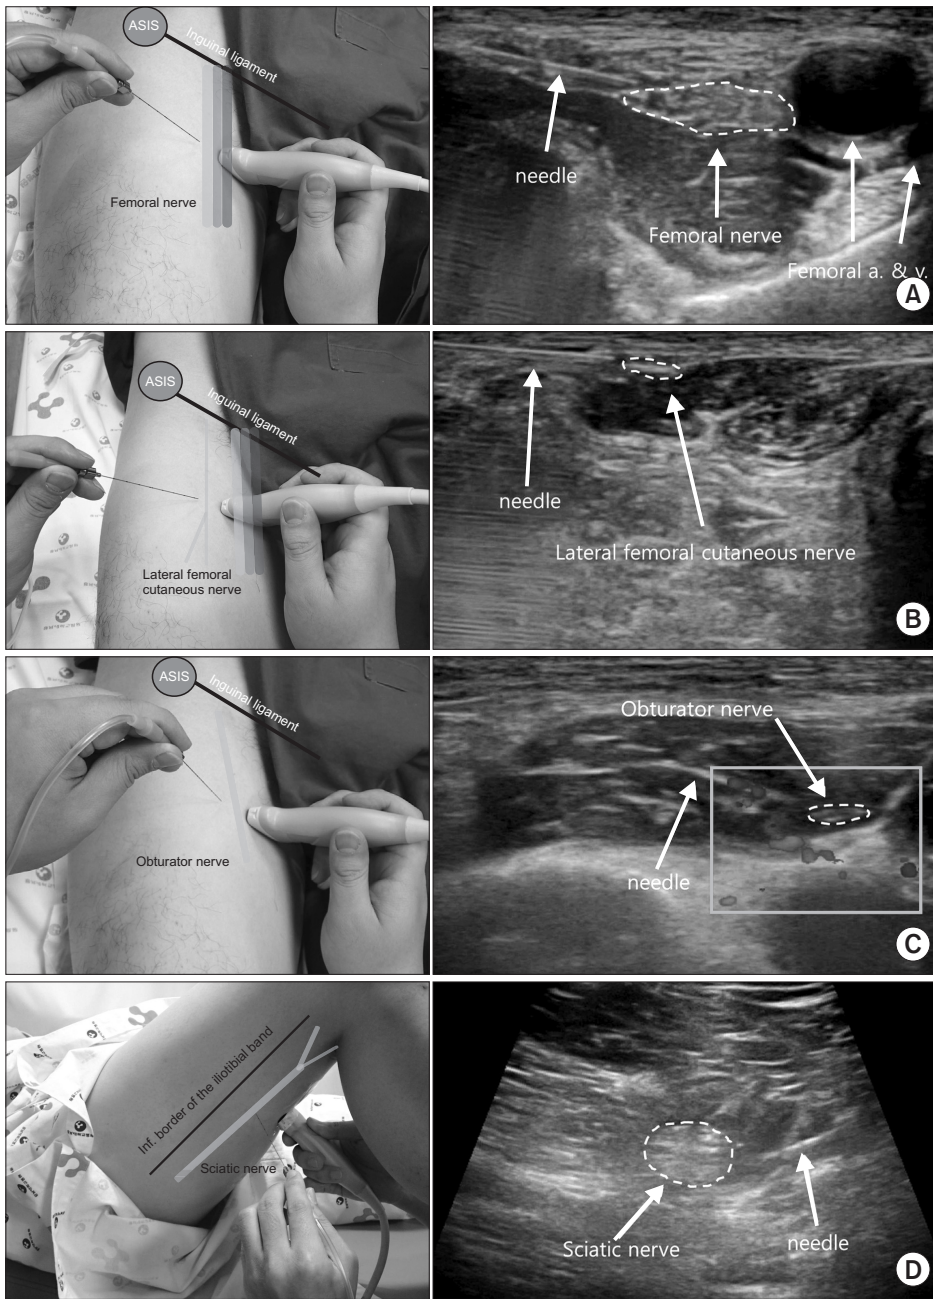 ASIS
Inguinal ligament
Femoral nerve
needle
Femoral nerve
Femoral a. & v.
A
ASIS
Inguinal ligament
Lateral femoral
cutaneous nerve
needle
Lateral femoral cutaneous nerve
B
ASIS
Inguinal ligament
Obturator nerve
Obturator nerve
needle
C
Inf. border of the iliotibial band
Sciatic nerve
Sciatic nerve
needle
D